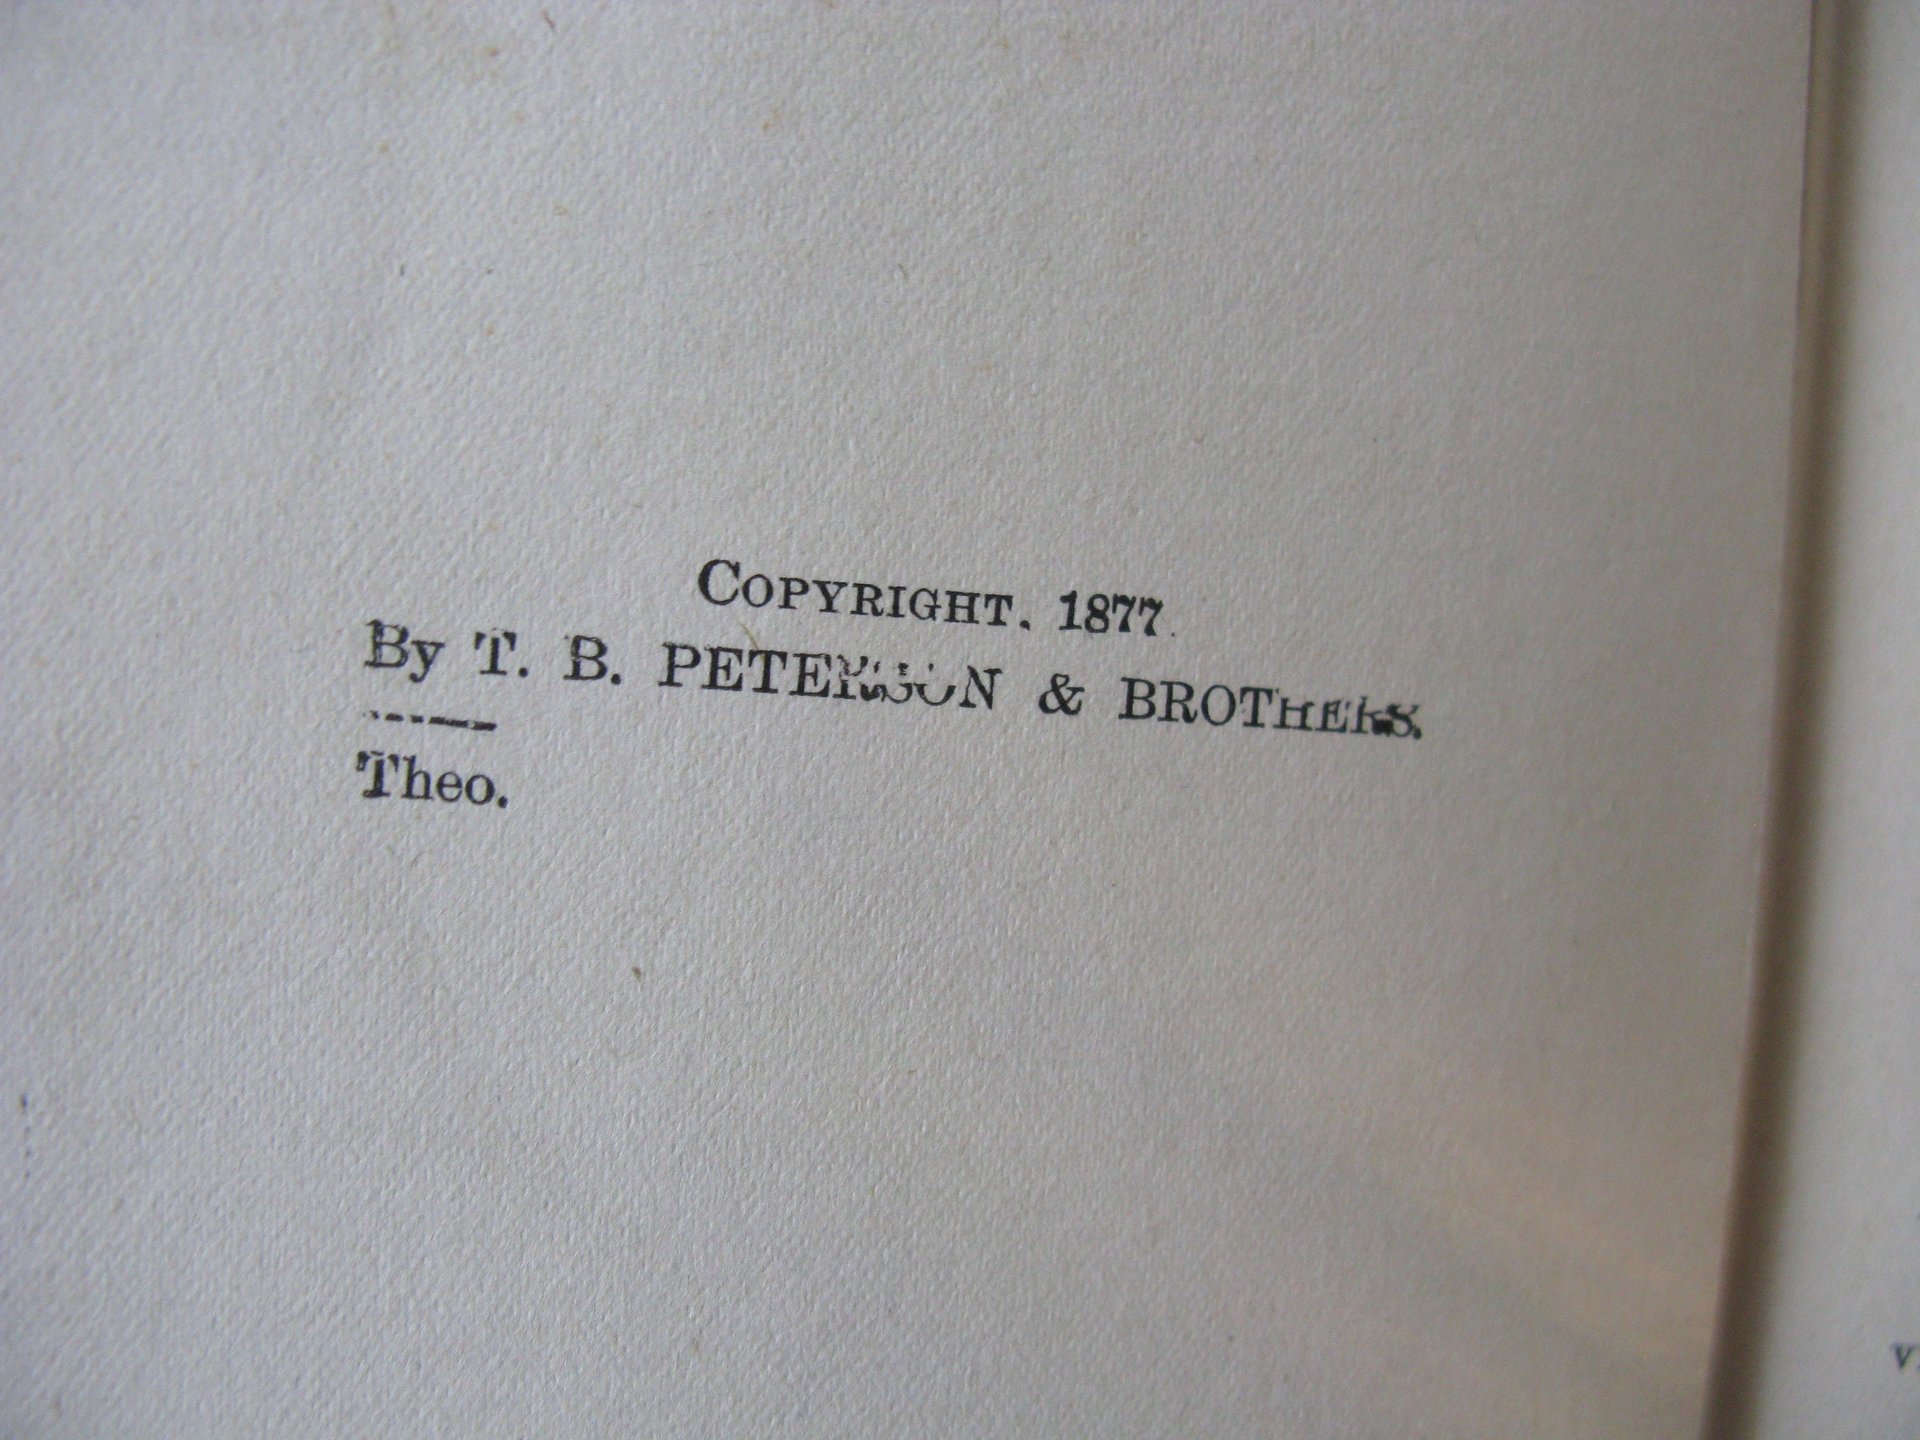 COPYRIGHT. 1877.
By T. B. PETERSON & BROTHERS.
Theo.